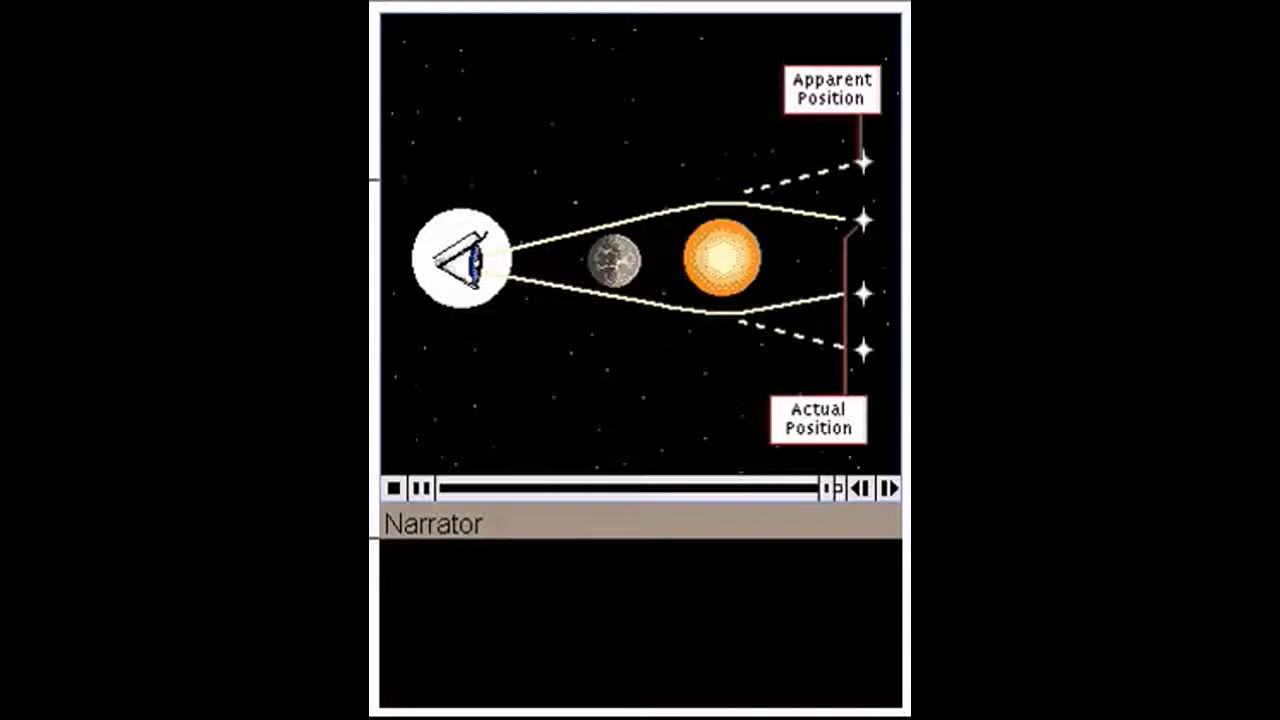 Apparent
Position
Actual
Position
Narrator